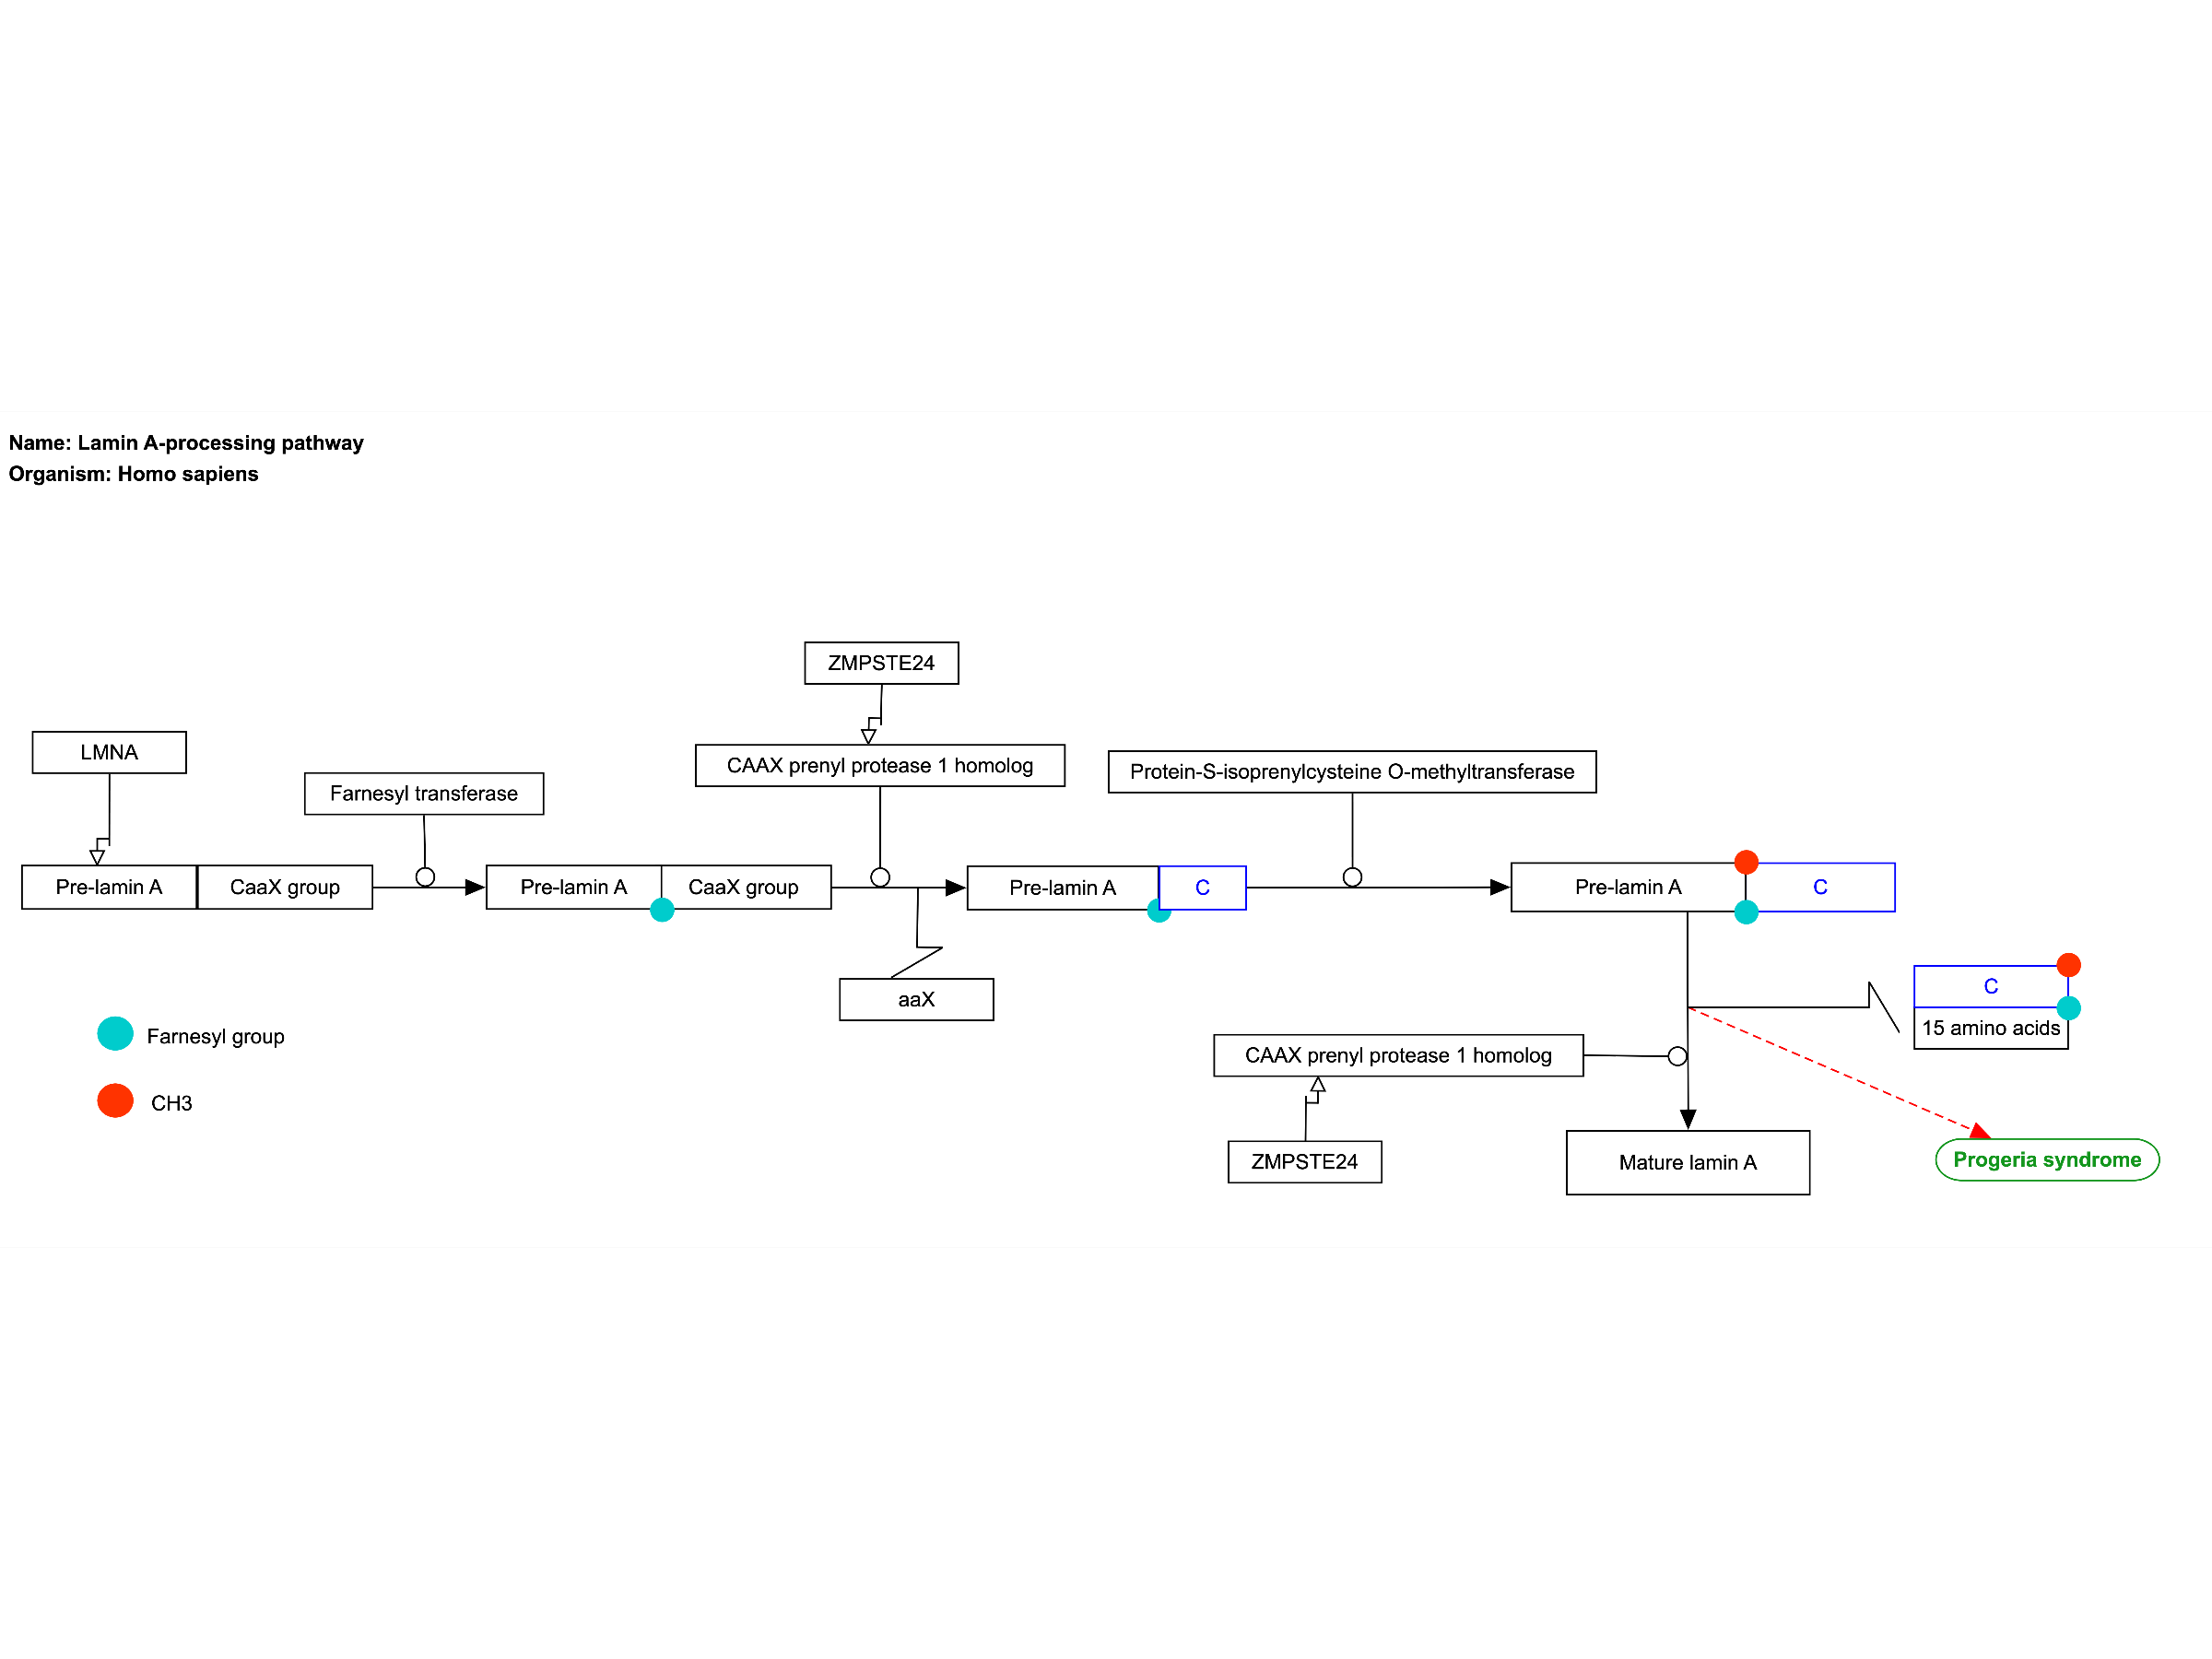 Name: Lamin A-processing pathway
Organism: Homo sapiens
ZMPSTE24
LMNA
CAAX prenyl protease 1 homolog
Protein-S-isoprenylcysteine O-methyltransferase
Farnesyl transferase
Pre-lamin A
CaaX group
Pre-lamin A
CaaX group
Pre-lamin A
C
Pre-lamin A
C
aaX
C
15 amino acids
Farnesyl group
CH3
CAAX prenyl protease 1 homolog
ZMPSTE24
Mature lamin A
Progeria syndrome